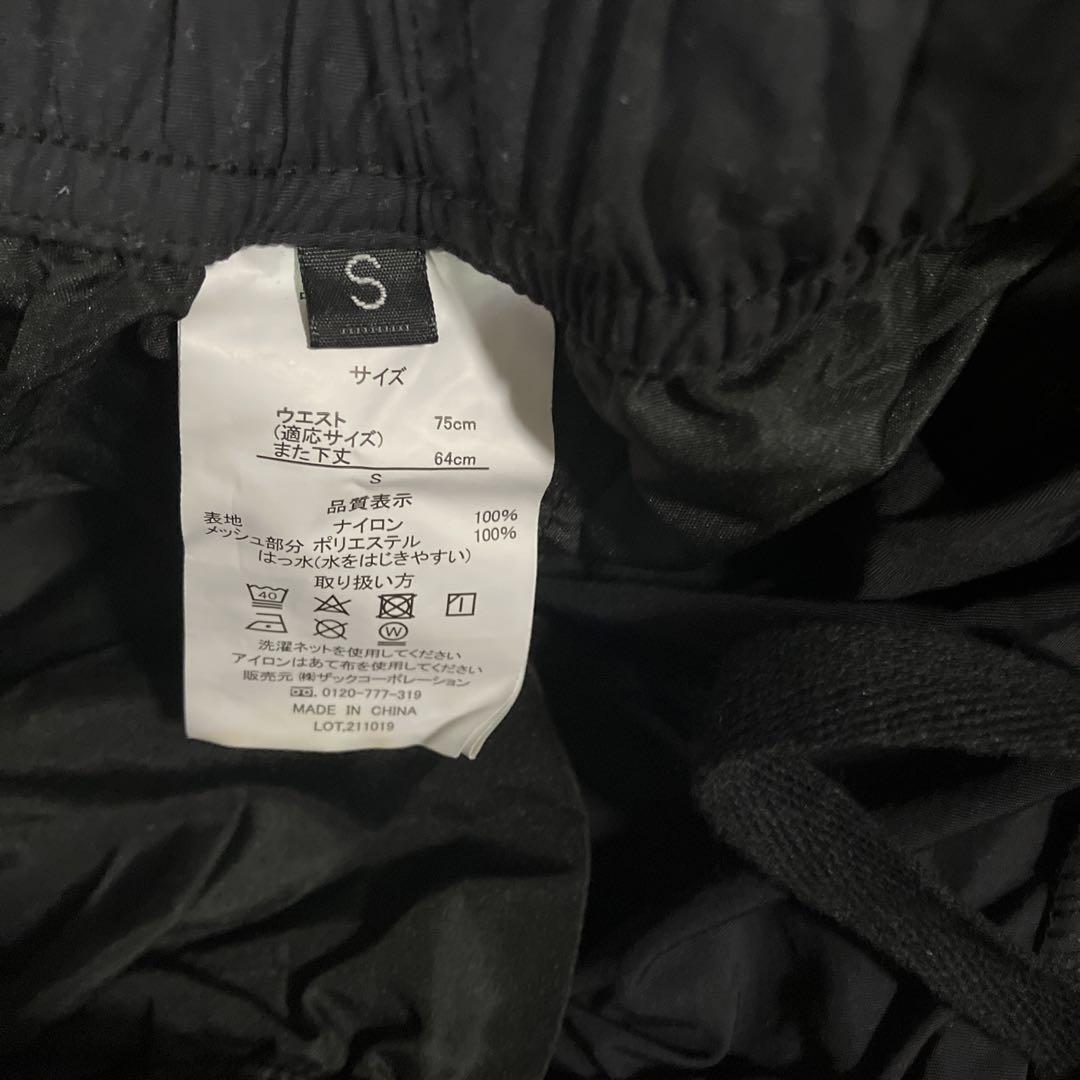 S
サイズ
ウエスト 75cm
(適応サイズ)
また下丈 64cm
S
品質表示
表地 ナイロン 100%
メッシュ部分 ポリエステル 100%
はっ水(水をはじきやすい)
取り扱い方
40
W
洗濯ネットを使用してください
アイロンはあて布を使用してください
販売元 (株)ザックコーポレーション
0120-777-319
MADE IN CHINA
LOT,211019